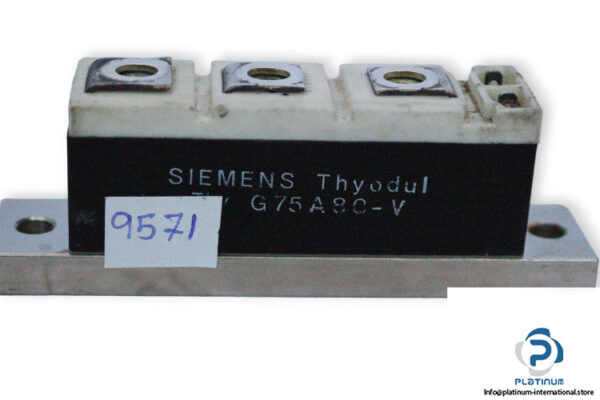 SIEMENS Thyodul
G75A80-V
9571
PLATINUM
Info@platinum-international.store